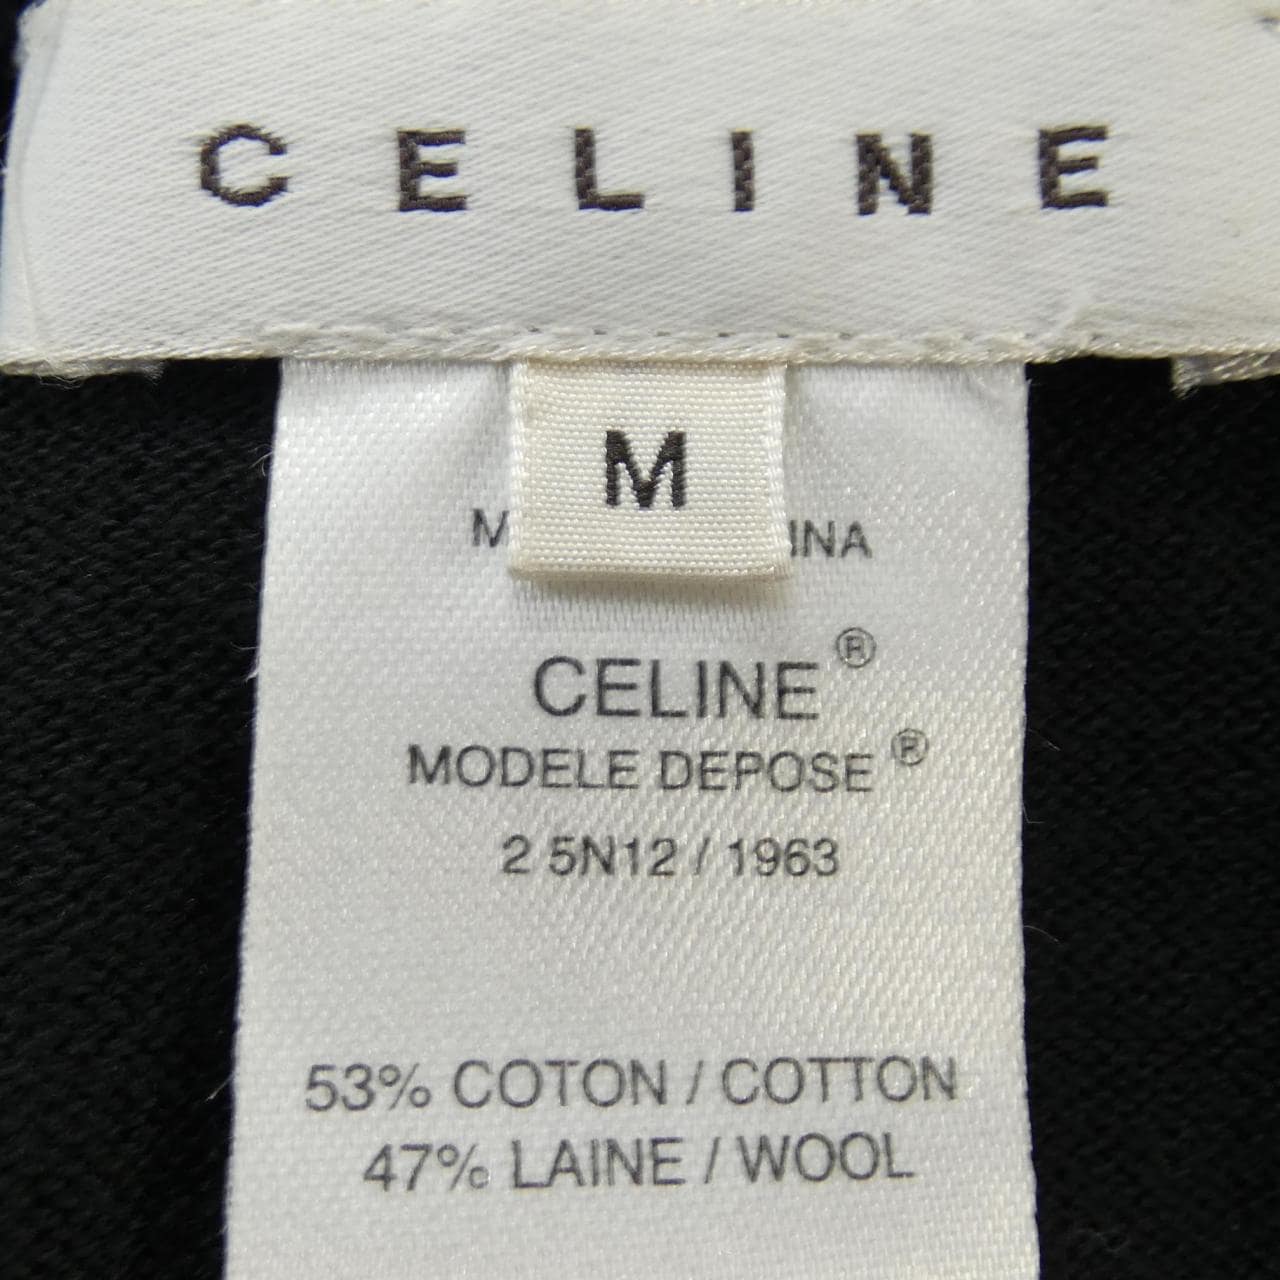 CELINE
M
CELINE®
MODELE DEPOSE®
2 5N12 / 1963
53% COTON / COTTON
47% LAINE / WOOL